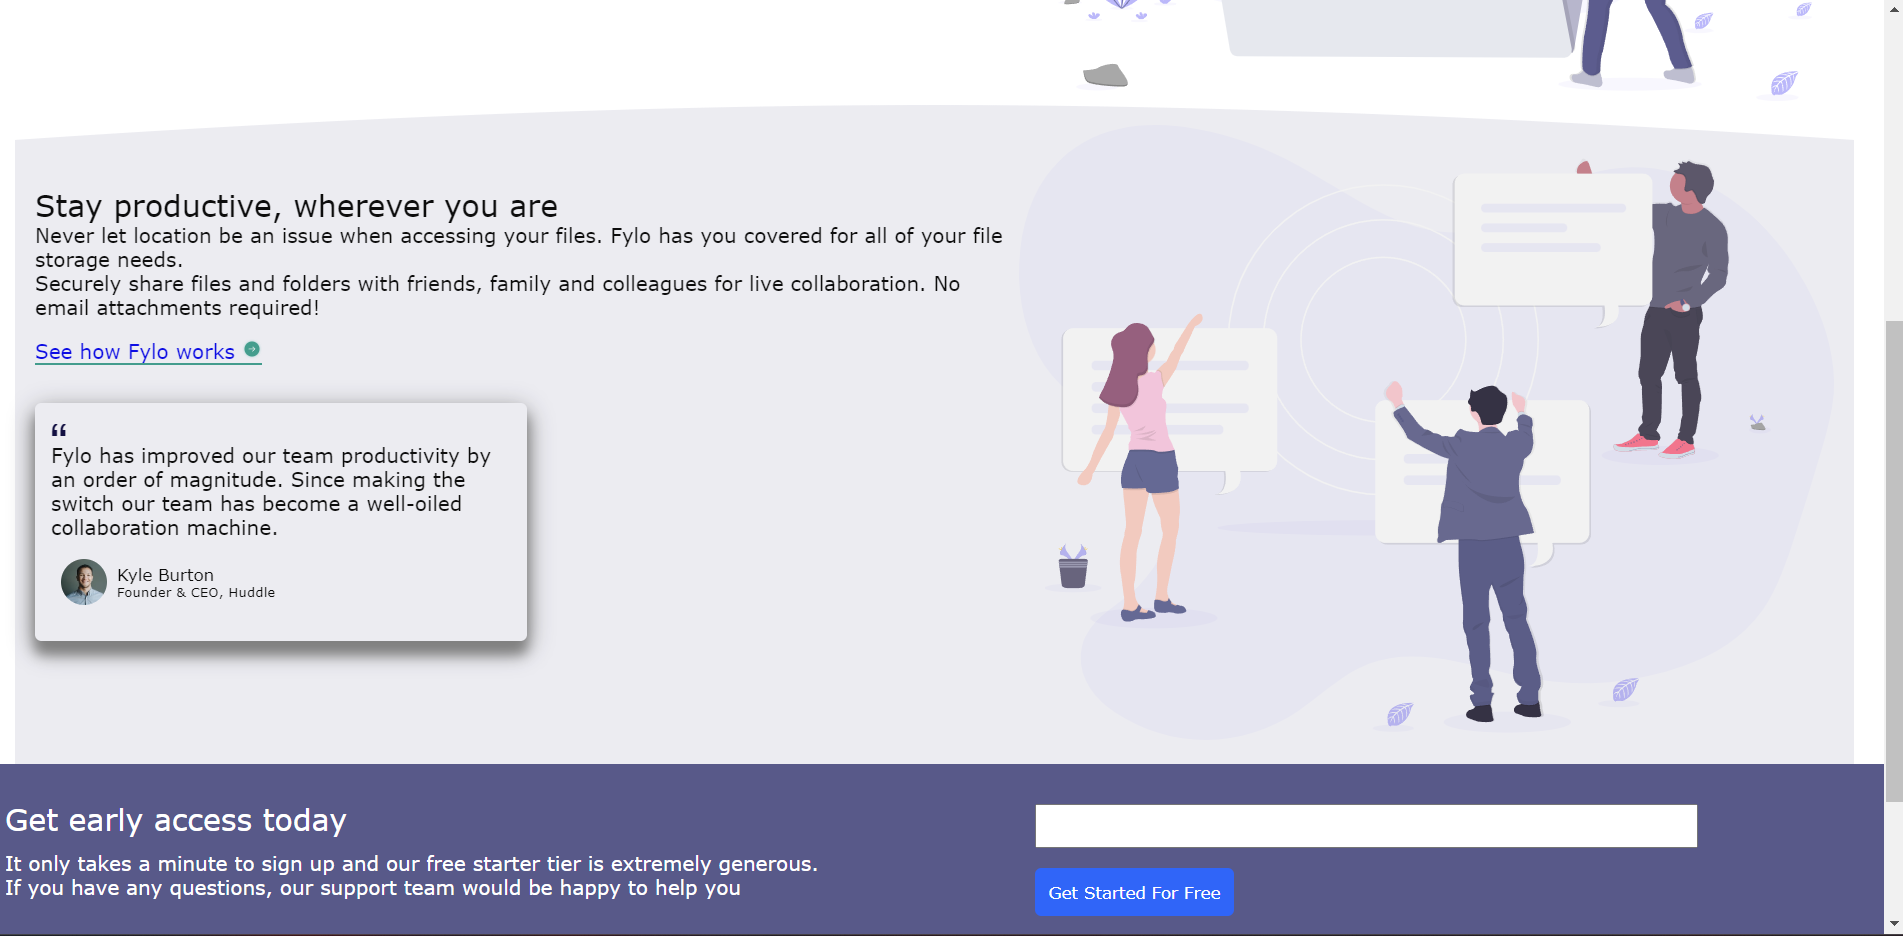 Stay productive, wherever you are
Never let location be an issue when accessing your files. Fylo has you covered for all of your file
storage needs.
Securely share files and folders with friends, family and colleagues for live collaboration. No
email attachments required!
See how Fylo works
“
Fylo has improved our team productivity by
an order of magnitude. Since making the
switch our team has become a well-oiled
collaboration machine.
Kyle Burton
Founder & CEO, Huddle
Get early access today
It only takes a minute to sign up and our free starter tier is extremely generous.
If you have any questions, our support team would be happy to help you
Get Started For Free